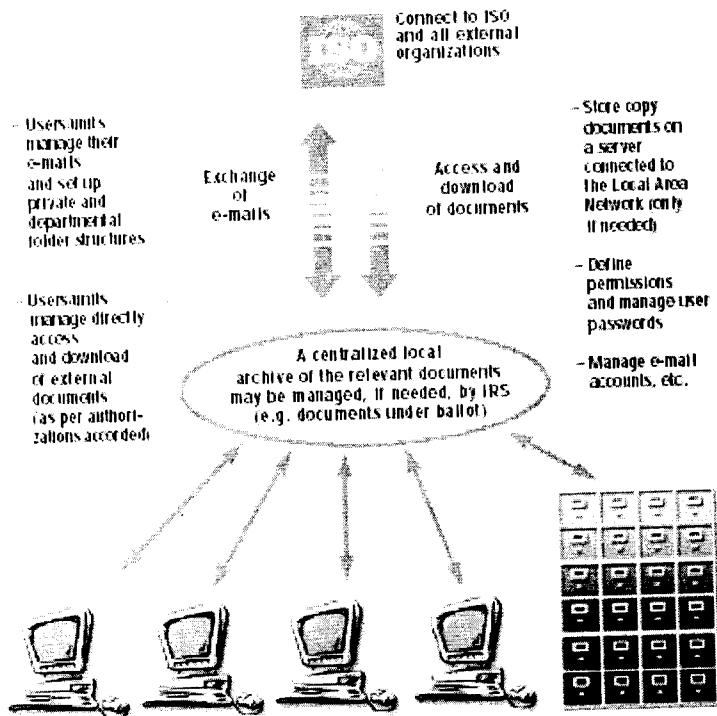 ISO
Connect to ISO
and all external
organizations
– Users/units
manage their
e-mails
and set up
private and
departmental
folder structures
Exchange
of
e-mails
Access and
download
of documents
– Store copy
documents on
a server
connected to
the Local Area
Network (only
if needed)
– Users/units
manage directly
access
and download
of external
documents
(as per authori-
zations accorded)
– Define
permissions
and manage user
passwords
– Manage e-mail
accounts, etc.
A centralized local
archive of the relevant documents
may be managed, if needed, by IRS
(e.g. documents under ballot)